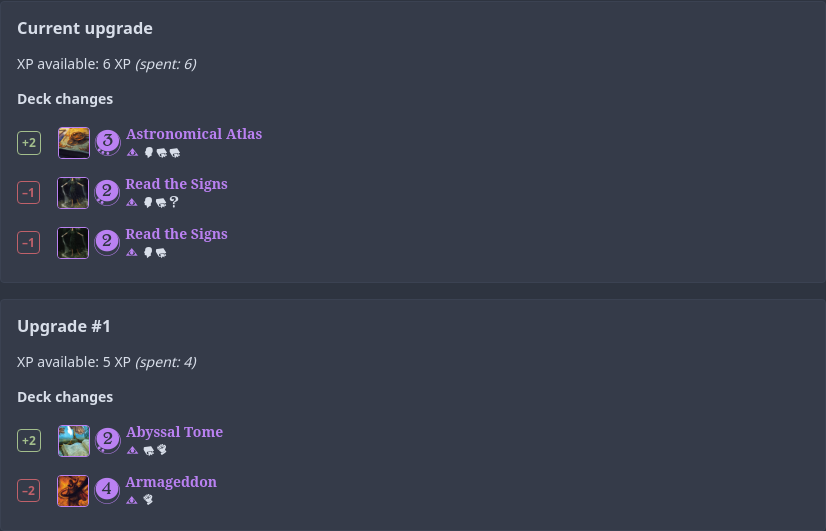 Current upgrade
XP available: 6 XP (spent: 6)
Deck changes
+2 3 Astronomical Atlas
−1 2 Read the Signs
?
−1 2 Read the Signs
Upgrade #1
XP available: 5 XP (spent: 4)
Deck changes
+2 2 Abyssal Tome
−2 4 Armageddon